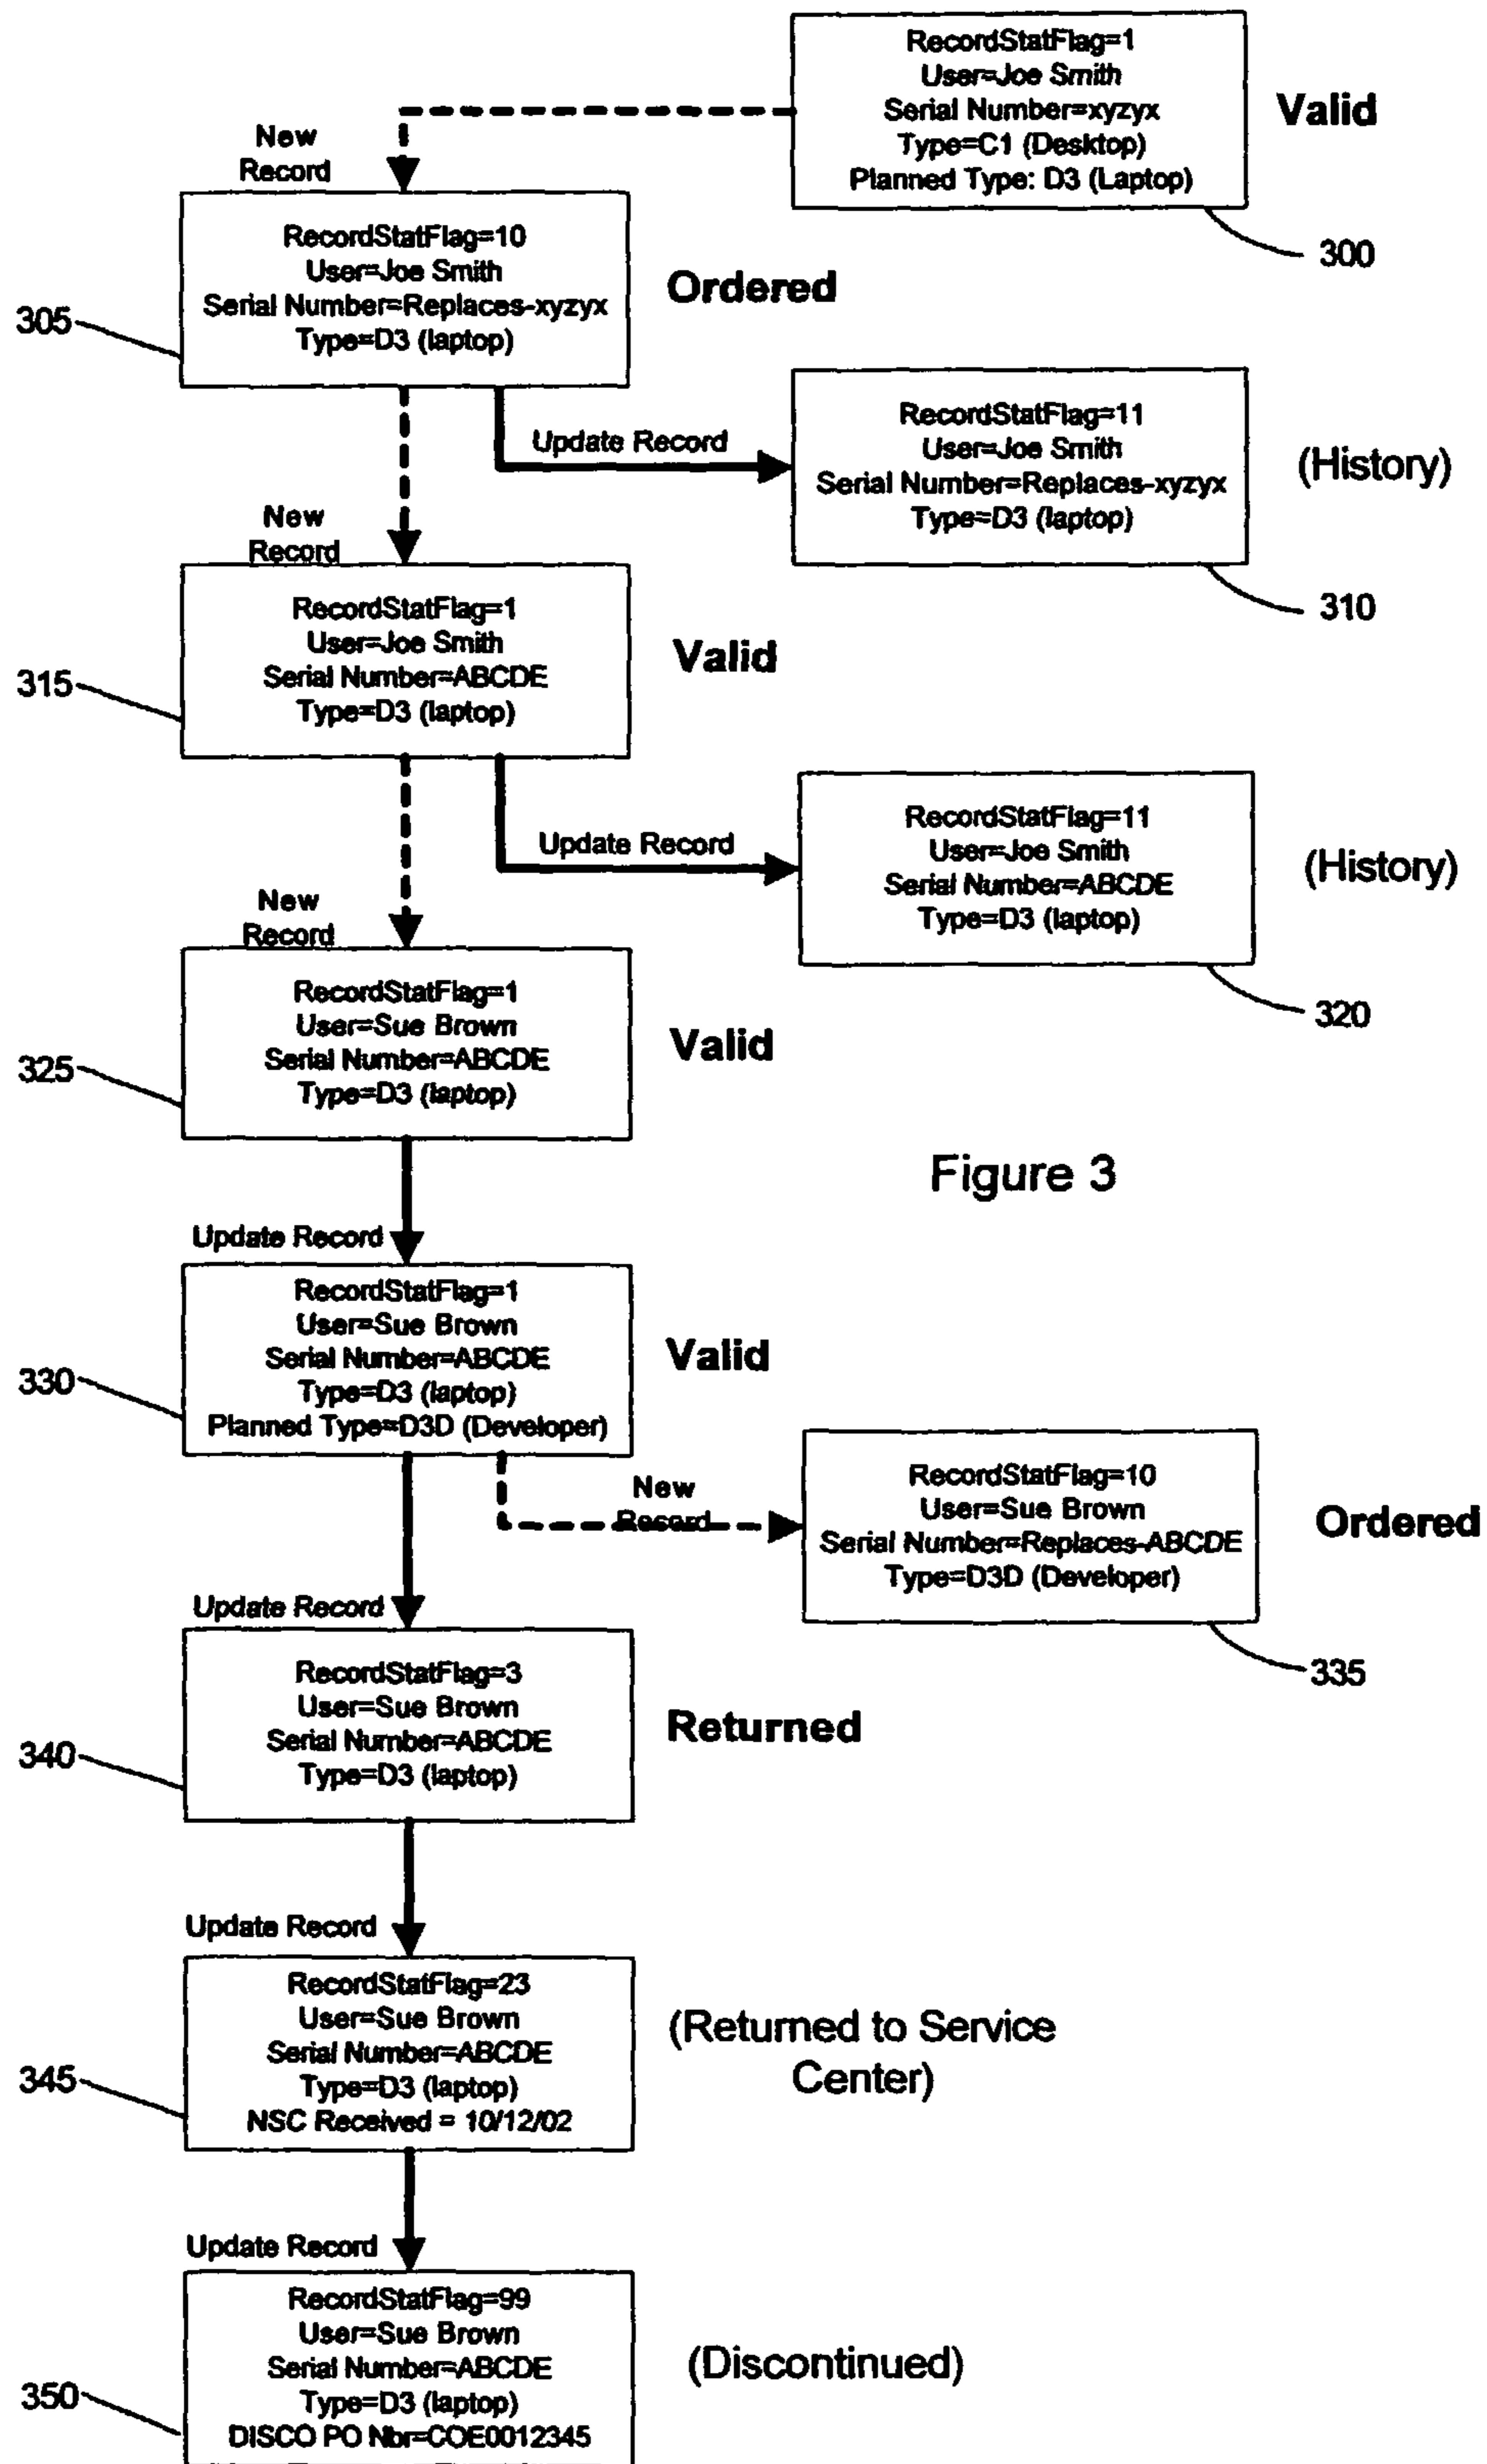 RecordStatFlag=1
User=Joe Smith
Serial Number=xyzyx
Type=C1 (Desktop)
Planned Type: D3 (Laptop)
Valid
300
New
Record
RecordStatFlag=10
User=Joe Smith
Serial Number=Replaces-xyzyx
Type=D3 (laptop)
Ordered
305
Update Record
RecordStatFlag=11
User=Joe Smith
Serial Number=Replaces-xyzyx
Type=D3 (laptop)
(History)
310
New
Record
RecordStatFlag=1
User=Joe Smith
Serial Number=ABCDE
Type=D3 (laptop)
Valid
315
Update Record
RecordStatFlag=11
User=Joe Smith
Serial Number=ABCDE
Type=D3 (laptop)
(History)
320
New
Record
RecordStatFlag=1
User=Sue Brown
Serial Number=ABCDE
Type=D3 (laptop)
Valid
325
Figure 3
Update Record
RecordStatFlag=1
User=Sue Brown
Serial Number=ABCDE
Type=D3 (laptop)
Planned Type=D3D (Developer)
Valid
330
New
Record
RecordStatFlag=10
User=Sue Brown
Serial Number=Replaces-ABCDE
Type=D3D (Developer)
Ordered
335
Update Record
RecordStatFlag=3
User=Sue Brown
Serial Number=ABCDE
Type=D3 (laptop)
Returned
340
Update Record
RecordStatFlag=23
User=Sue Brown
Serial Number=ABCDE
Type=D3 (laptop)
NSC Received = 10/12/02
(Returned to Service
Center)
345
Update Record
RecordStatFlag=99
User=Sue Brown
Serial Number=ABCDE
Type=D3 (laptop)
DISCO PO Nbr=COE0012345
(Discontinued)
350